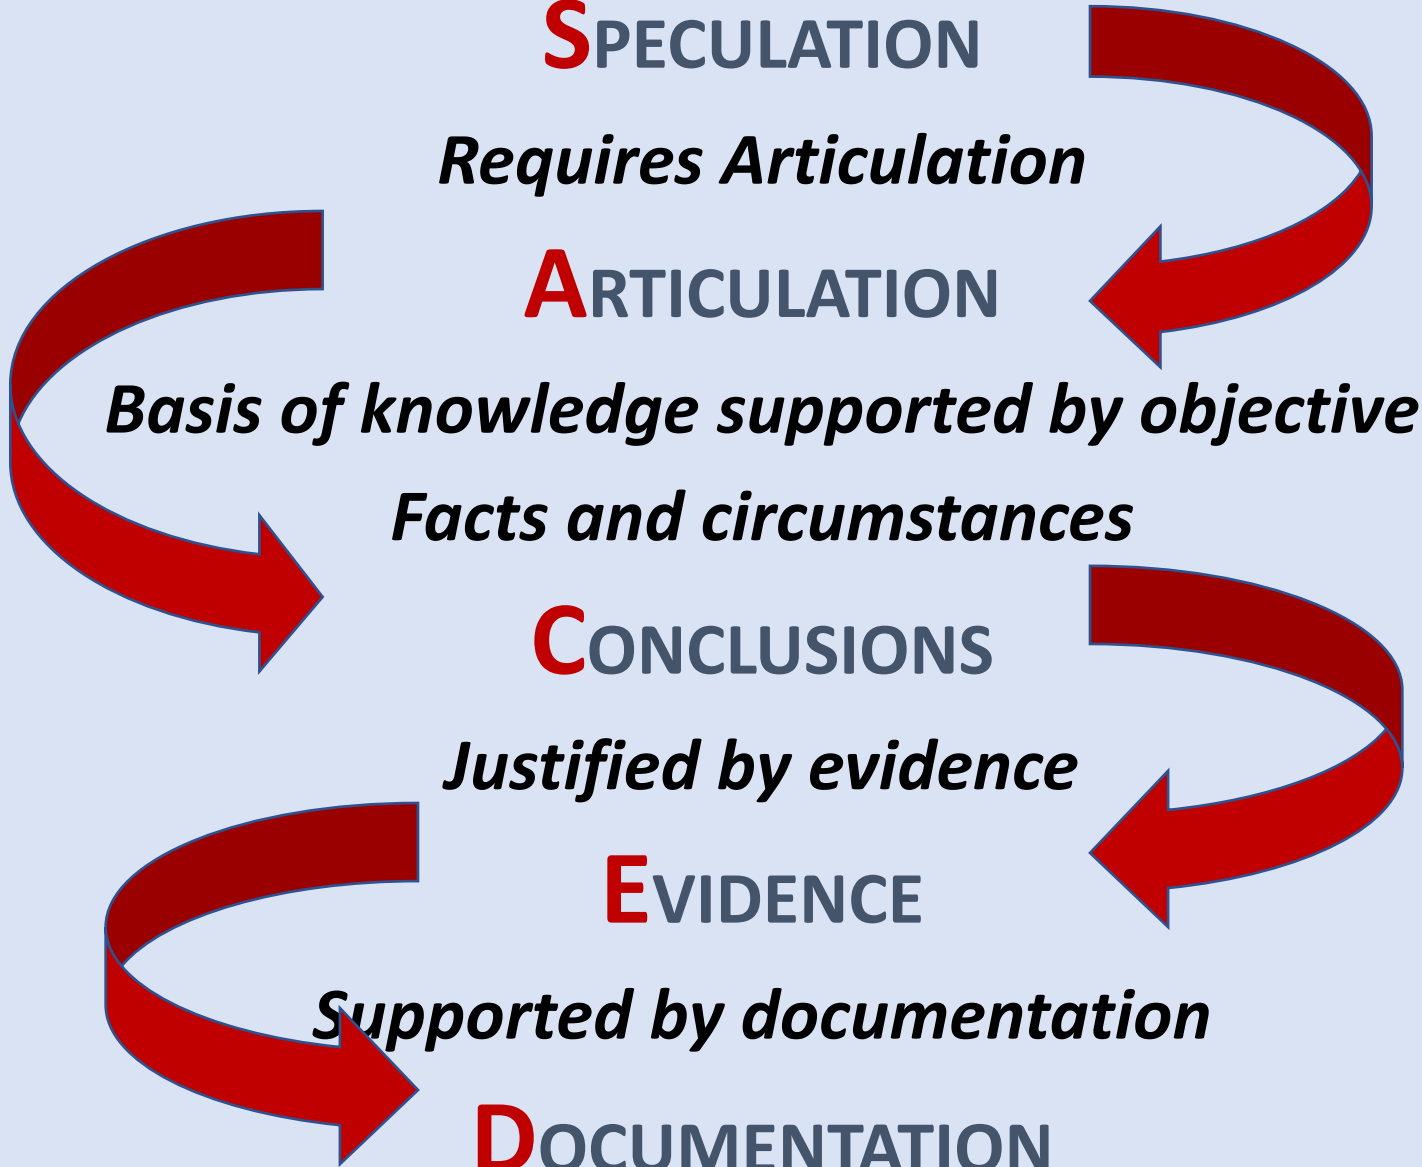 SPECULATION
Requires Articulation
ARTICULATION
Basis of knowledge supported by objective
Facts and circumstances
CONCLUSIONS
Justified by evidence
EVIDENCE
Supported by documentation
DOCUMENTATION